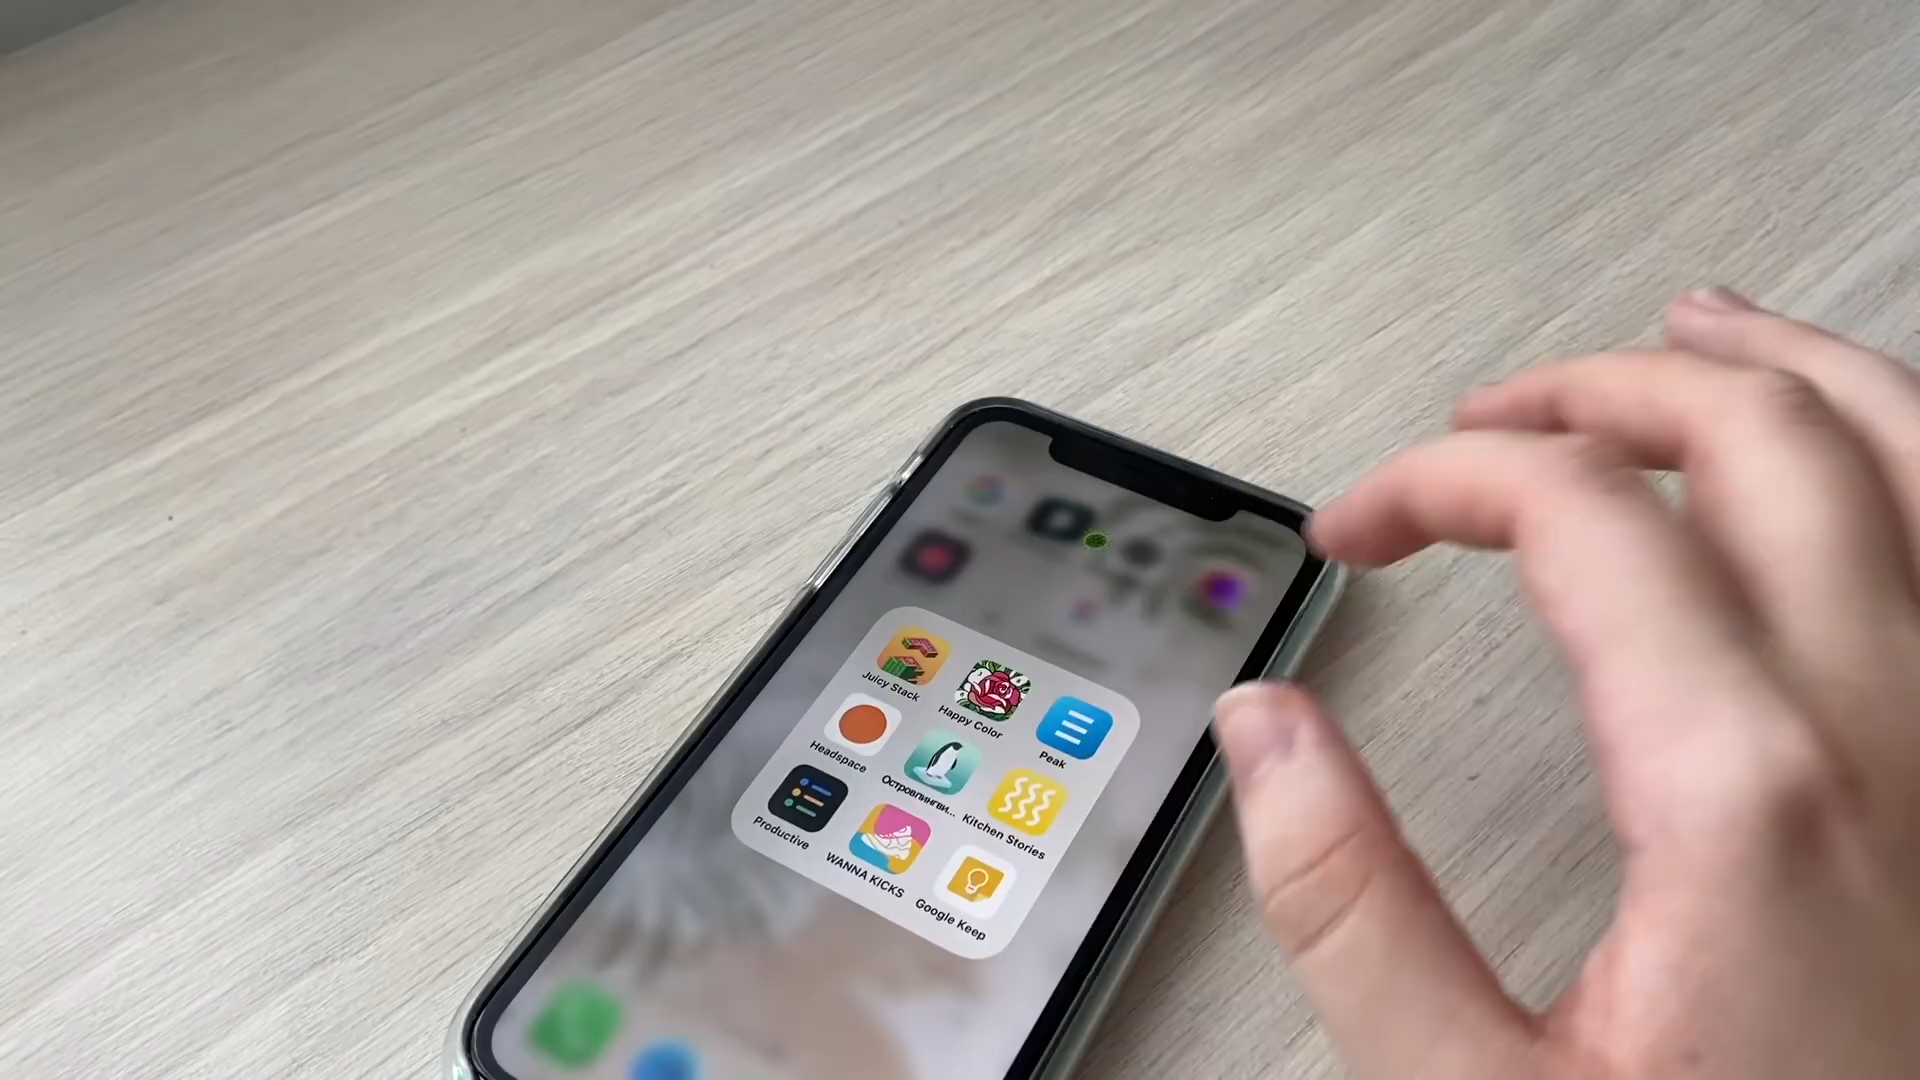 Juicy Stack
Happy Color
Peak
Headspace
Островпингви...
Kitchen Stories
Productive
WANNA KICKS
Google Keep